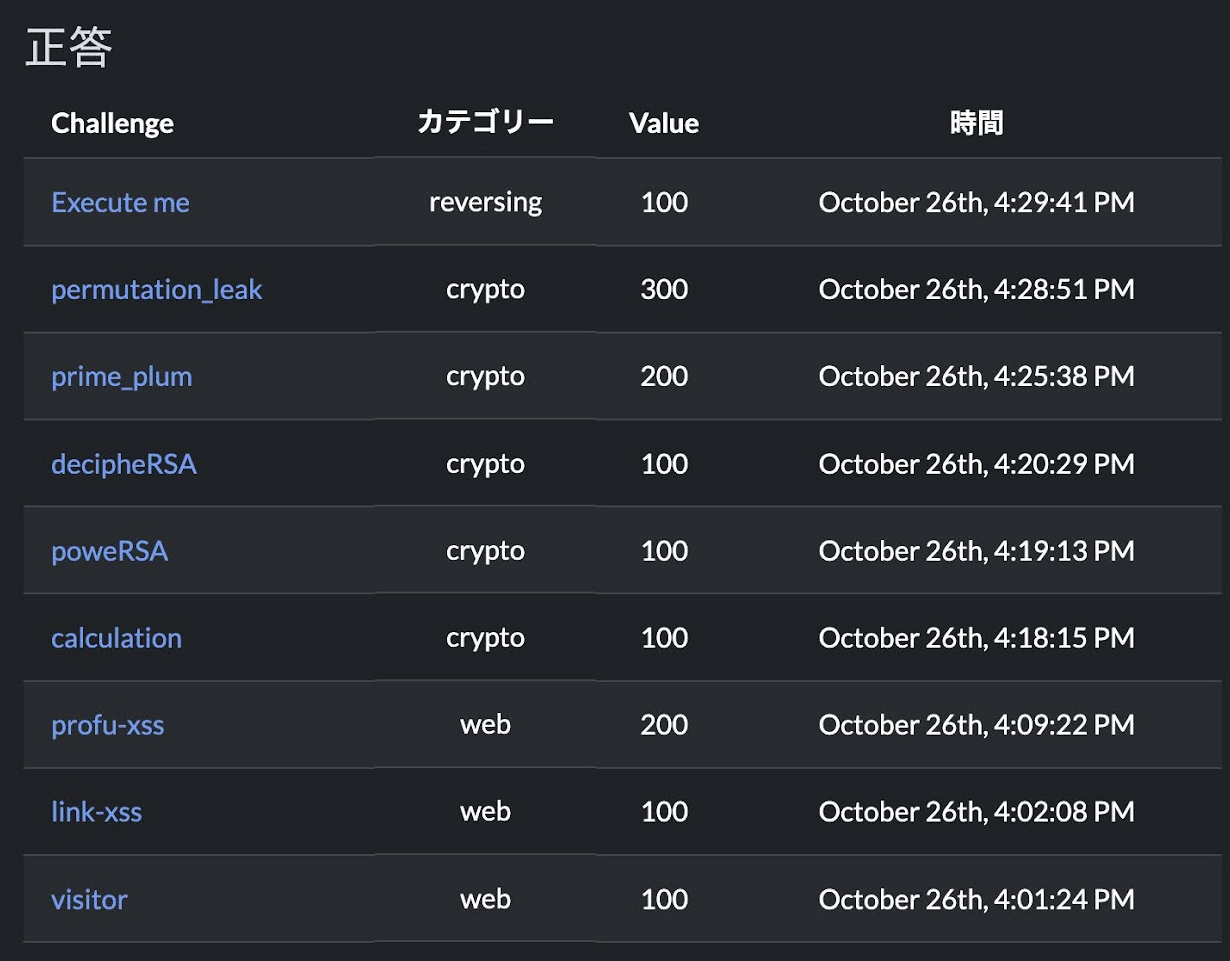 正答
Challenge カテゴリー Value 時間
Execute me reversing 100 October 26th, 4:29:41 PM
permutation_leak crypto 300 October 26th, 4:28:51 PM
prime_plum crypto 200 October 26th, 4:25:38 PM
decipheRSA crypto 100 October 26th, 4:20:29 PM
poweRSA crypto 100 October 26th, 4:19:13 PM
calculation crypto 100 October 26th, 4:18:15 PM
profu-xss web 200 October 26th, 4:09:22 PM
link-xss web 100 October 26th, 4:02:08 PM
visitor web 100 October 26th, 4:01:24 PM